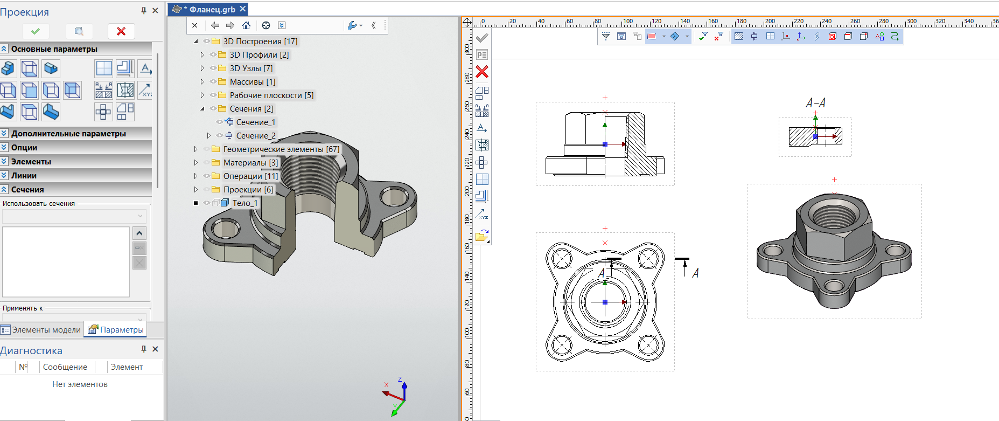 Проекция
* Фланец.grb
Основные параметры
A
A A
XYZ
Дополнительные параметры
Опции
Элементы
Линии
Сечения
Использовать сечения
Применять к
Элементы модели
Параметры
Диагностика
№
Сообщение
Элемент
Нет элементов
3D Построения [17]
3D Профили [2]
3D Узлы [7]
Массивы [1]
Рабочие плоскости [5]
Сечения [2]
Сечение_1
Сечение_2
Геометрические элементы [67]
Материалы [3]
Операции [11]
Проекции [6]
Тело_1
X
Y
Z
0 20 40 60 80 100 120 140 160 180 200 220 240 260 280 300 320 340 36
300
280
260
240
220
200
180
160
140
120
100
80
60
A
XYZ
A-A
A
A